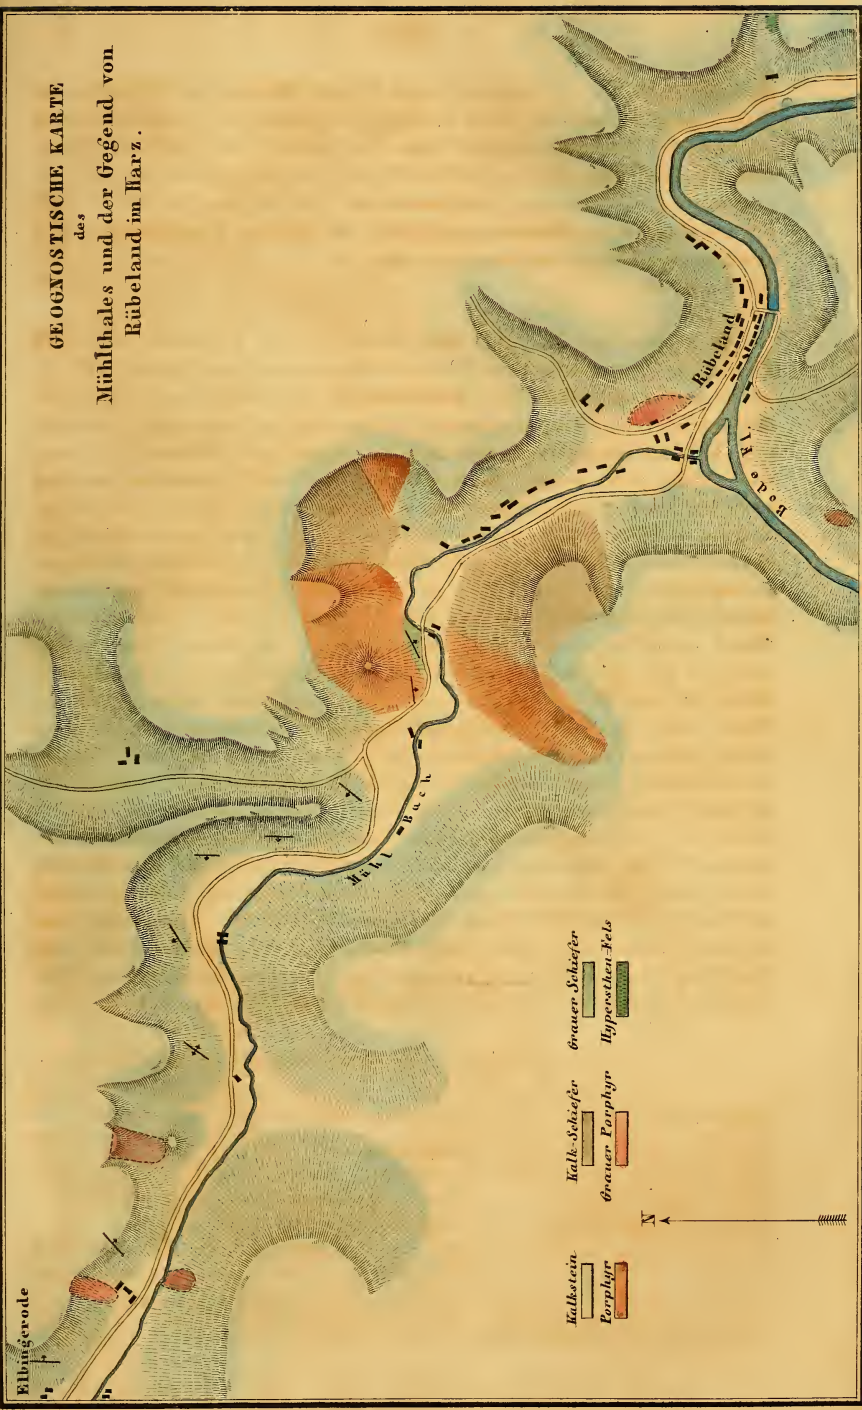 GEOGNOSTISCHE KARTE
des
Mühlthales und der Gegend von
Rübeland im Harz.
Elbingerode
Mühl Bach
Rübeland
Bode Fl.
Kalkstein
Porphyr
Kalk-Schiefer
Grauer Porphyr
Grauer Schiefer
Hypersthen-Fels
N